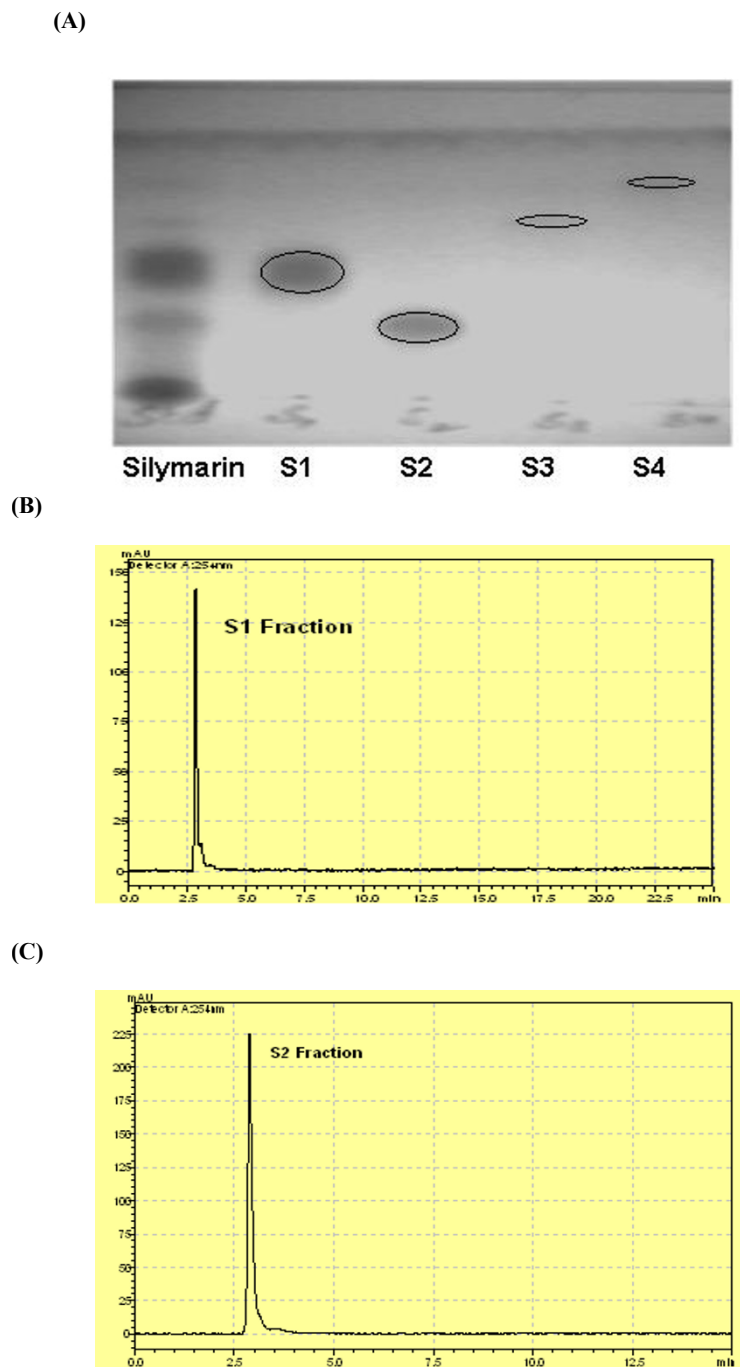 (A)
Silymarin S1 S2 S3 S4
(B)
mAU
Detector A:254nm
150
S1 Fraction
125
100
75
50
25
0
0.0 2.5 5.0 7.5 10.0 12.5 15.0 17.5 20.0 22.5 min
(C)
mAU
Detector A:254nm
225
S2 Fraction
200
175
150
125
100
75
50
25
0
0.0 2.5 5.0 7.5 10.0 12.5 min